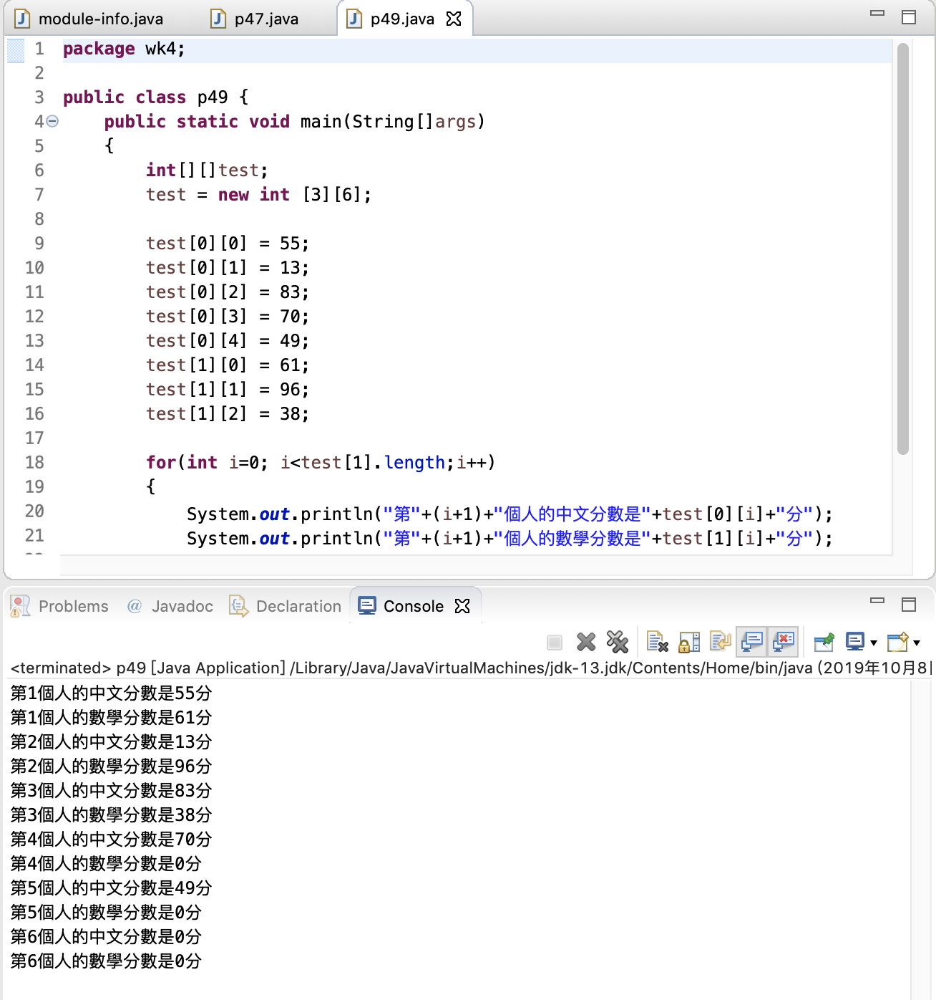 module-info.java p47.java p49.java
1 package wk4;
2
3 public class p49 {
4 public static void main(String[]args)
5 {
6 int[][]test;
7 test = new int [3][6];
8
9 test[0][0] = 55;
10 test[0][1] = 13;
11 test[0][2] = 83;
12 test[0][3] = 70;
13 test[0][4] = 49;
14 test[1][0] = 61;
15 test[1][1] = 96;
16 test[1][2] = 38;
17
18 for(int i=0; i<test[1].length;i++)
19 {
20 System.out.println("第"+(i+1)+"個人的中文分數是"+test[0][i]+"分");
21 System.out.println("第"+(i+1)+"個人的數學分數是"+test[1][i]+"分");
Problems @ Javadoc Declaration Console
<terminated> p49 [Java Application] /Library/Java/JavaVirtualMachines/jdk-13.jdk/Contents/Home/bin/java (2019年10月8
第1個人的中文分數是55分
第1個人的數學分數是61分
第2個人的中文分數是13分
第2個人的數學分數是96分
第3個人的中文分數是83分
第3個人的數學分數是38分
第4個人的中文分數是70分
第4個人的數學分數是0分
第5個人的中文分數是49分
第5個人的數學分數是0分
第6個人的中文分數是0分
第6個人的數學分數是0分